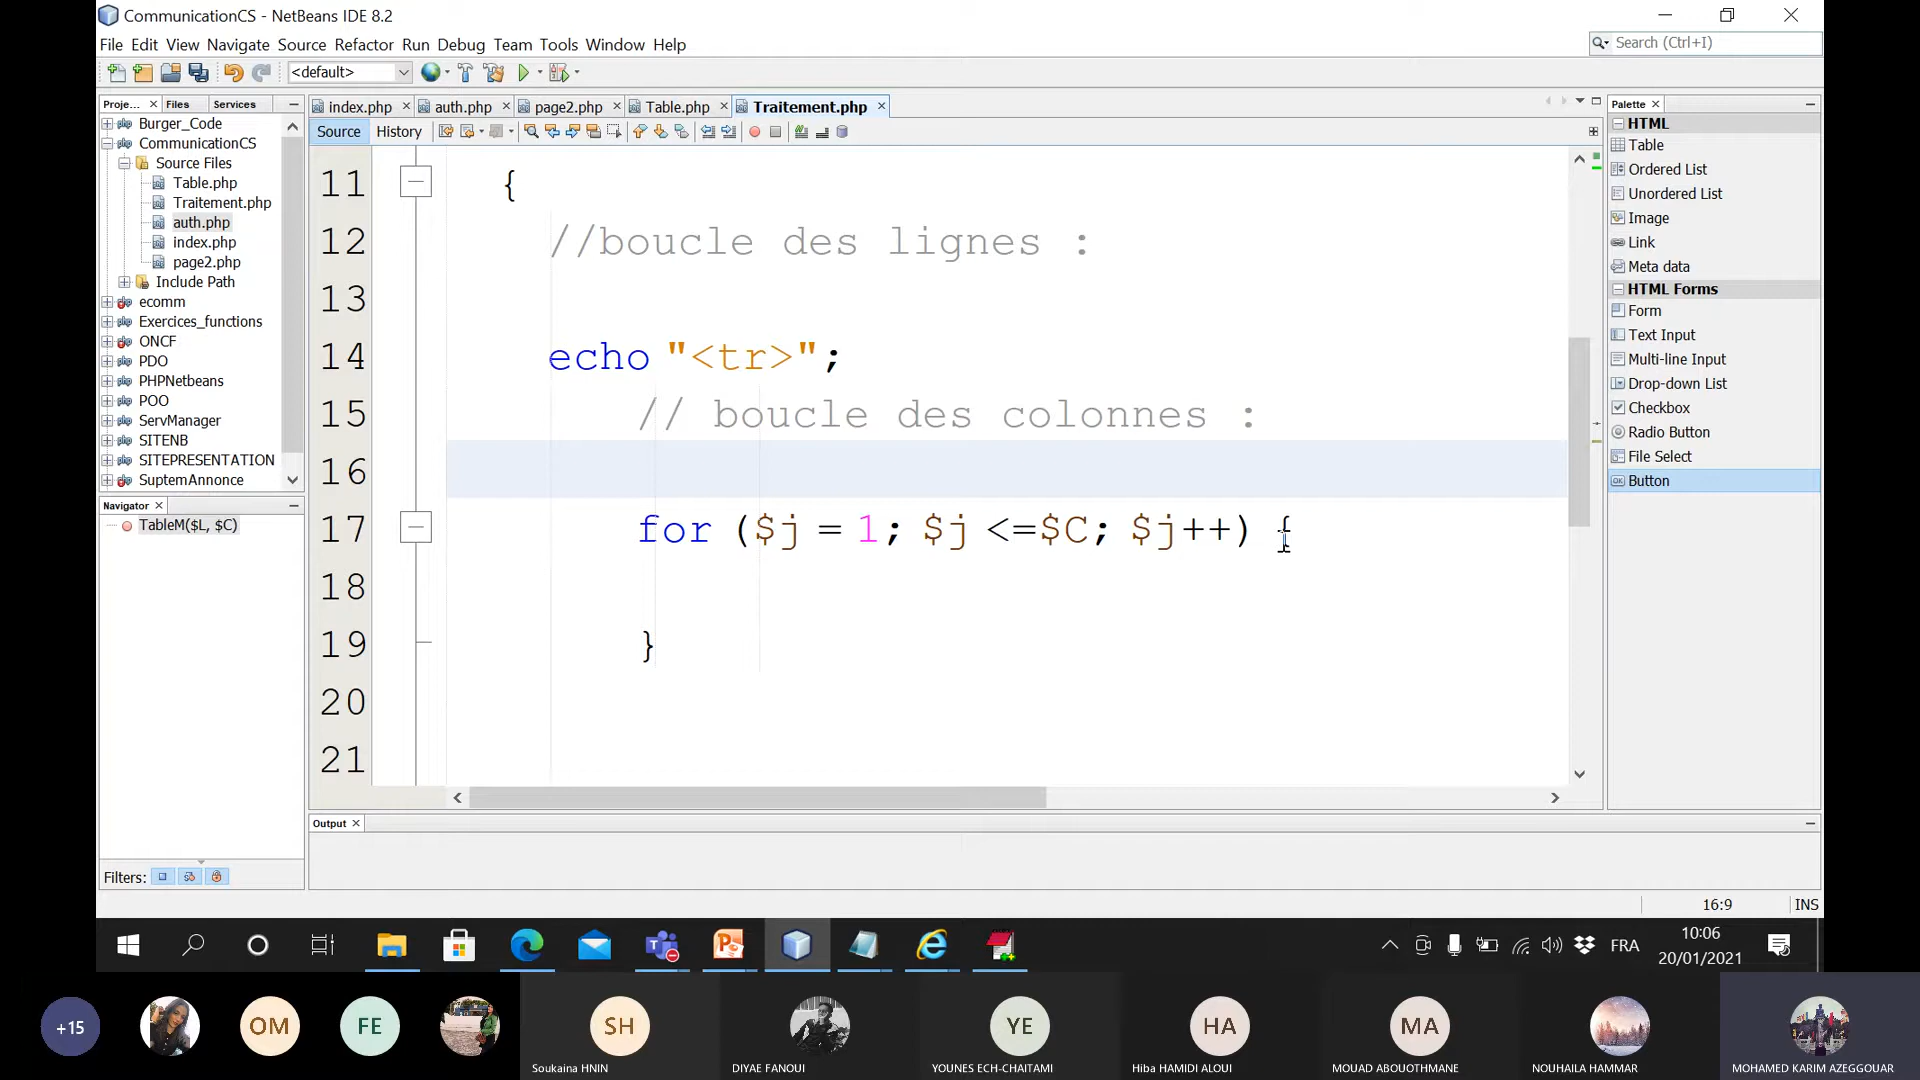 CommunicationCS - NetBeans IDE 8.2
File Edit View Navigate Source Refactor Run Debug Team Tools Window Help
Search (Ctrl+I)
<default>
Proje... Files Services
index.php auth.php page2.php Table.php Traitement.php
Palette
Source History
Burger_Code
CommunicationCS
Source Files
Table.php
Traitement.php
auth.php
index.php
page2.php
Include Path
ecomm
Exercices_functions
ONCF
PDO
PHPNetbeans
POO
ServManager
SITENB
SITEPRESENTATION
SuptemAnnonce
Navigator
TableM($L, $C)
Filters:
11 {
12 //boucle des lignes :
13
14 echo "<tr>";
15 // boucle des colonnes :
16
17 for ($j = 1; $j <=$C; $j++) {
18
19 }
20
21
HTML
Table
Ordered List
Unordered List
Image
Link
Meta data
HTML Forms
Form
Text Input
Multi-line Input
Drop-down List
Checkbox
Radio Button
File Select
Button
Output
16:9 INS
FRA
10:06
20/01/2021
+15
OM
FE
SH
YE
HA
MA
Soukaina HNIN
DIYAE FANOUI
YOUNES ECH-CHAITAMI
Hiba HAMIDI ALOUI
MOUAD ABOUOTHMANE
NOUHAILA HAMMAR
MOHAMED KARIM AZEGGOUAR